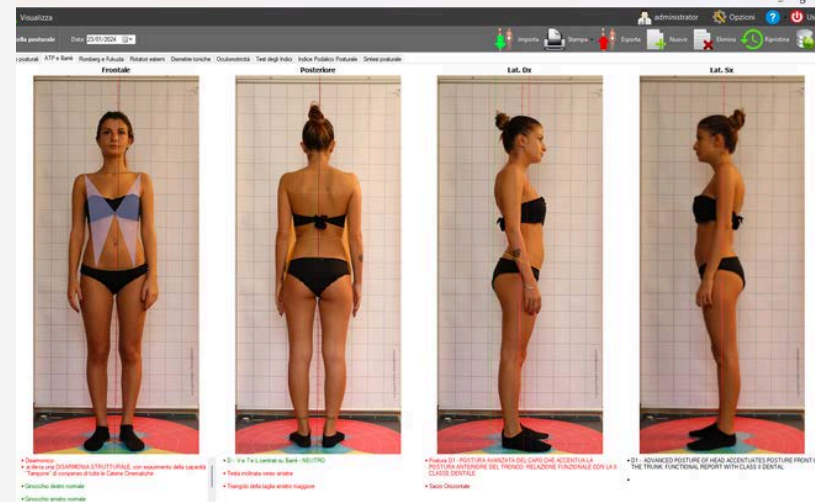 Visualizza administrator Opzioni ?
posturale Data 23/01/2024 Importa Stampa Esporta Nuovo Elimina Ripristina
posturali ATP e Barré Romberg e Fukuda Rotatori esterni Diametrie toniche Oculomotricità Test degli Indici Indice Podalico Posturale Sintesi posturale
Frontale Posteriore Lat. Dx Lat. Sx
• Disarmonico
• si rileva una DISARMONIA STRUTTURALE, con esaurimento della capacità
"Tampone" di compenso di tutte le Catene Cinematiche
• Ginocchio destro normale
• Ginocchio sinistro normale
• D - V e 7 e L centrati su Barré - NEUTRO
• Testa inclinata verso sinistra
• Triangolo della taglia sinistro maggiore
• Postura D1 - POSTURA AVANZATA DEL CAPO CHE ACCENTUA LA
POSTURA ANTERIORE DEL TRONCO. RELAZIONE FUNZIONALE CON LA II
CLASSE DENTALE
• Sacro Orizzontale
• D1 - ADVANCED POSTURE OF HEAD ACCENTUATES POSTURE FRONT
THE TRUNK. FUNCTIONAL REPORT WITH CLASS II DENTAL